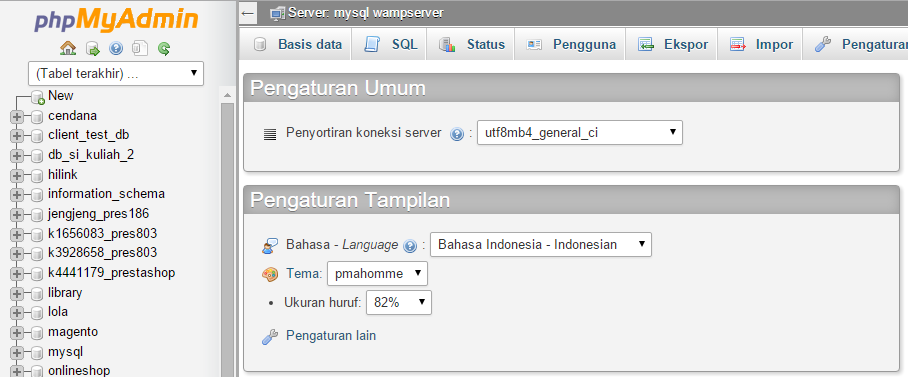 phpMyAdmin
(Tabel terakhir) ...
New
cendana
client_test_db
db_si_kuliah_2
hilink
information_schema
jengjeng_pres186
k1656083_pres803
k3928658_pres803
k4441179_prestashop
library
lola
magento
mysql
onlineshop
Server: mysql wampserver
Basis data SQL Status Pengguna Ekspor Impor Pengaturan
Pengaturan Umum
Penyortiran koneksi server : utf8mb4_general_ci
Pengaturan Tampilan
Bahasa - Language : Bahasa Indonesia - Indonesian
Tema: pmahomme
• Ukuran huruf: 82%
Pengaturan lain